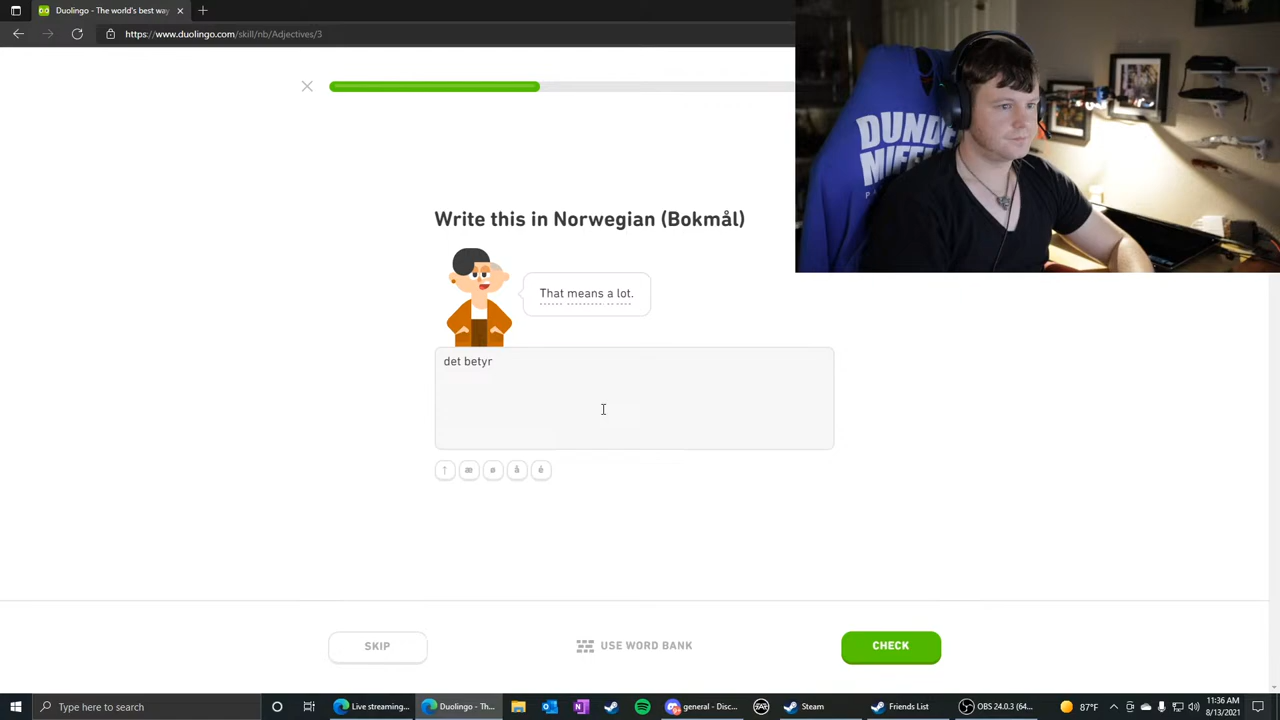 Duolingo - The world's best way
https://www.duolingo.com/skill/nb/Adjectives/3
DUNDE
MIFFL
P
Write this in Norwegian (Bokmål)
That means a lot.
det betyr
↑ æ ø å é
SKIP
USE WORD BANK
CHECK
Type here to search
Live streaming...
Duolingo - Th...
general - Disc...
Steam
Friends List
OBS 24.0.3 (64...
87°F
11:36 AM
8/13/2021